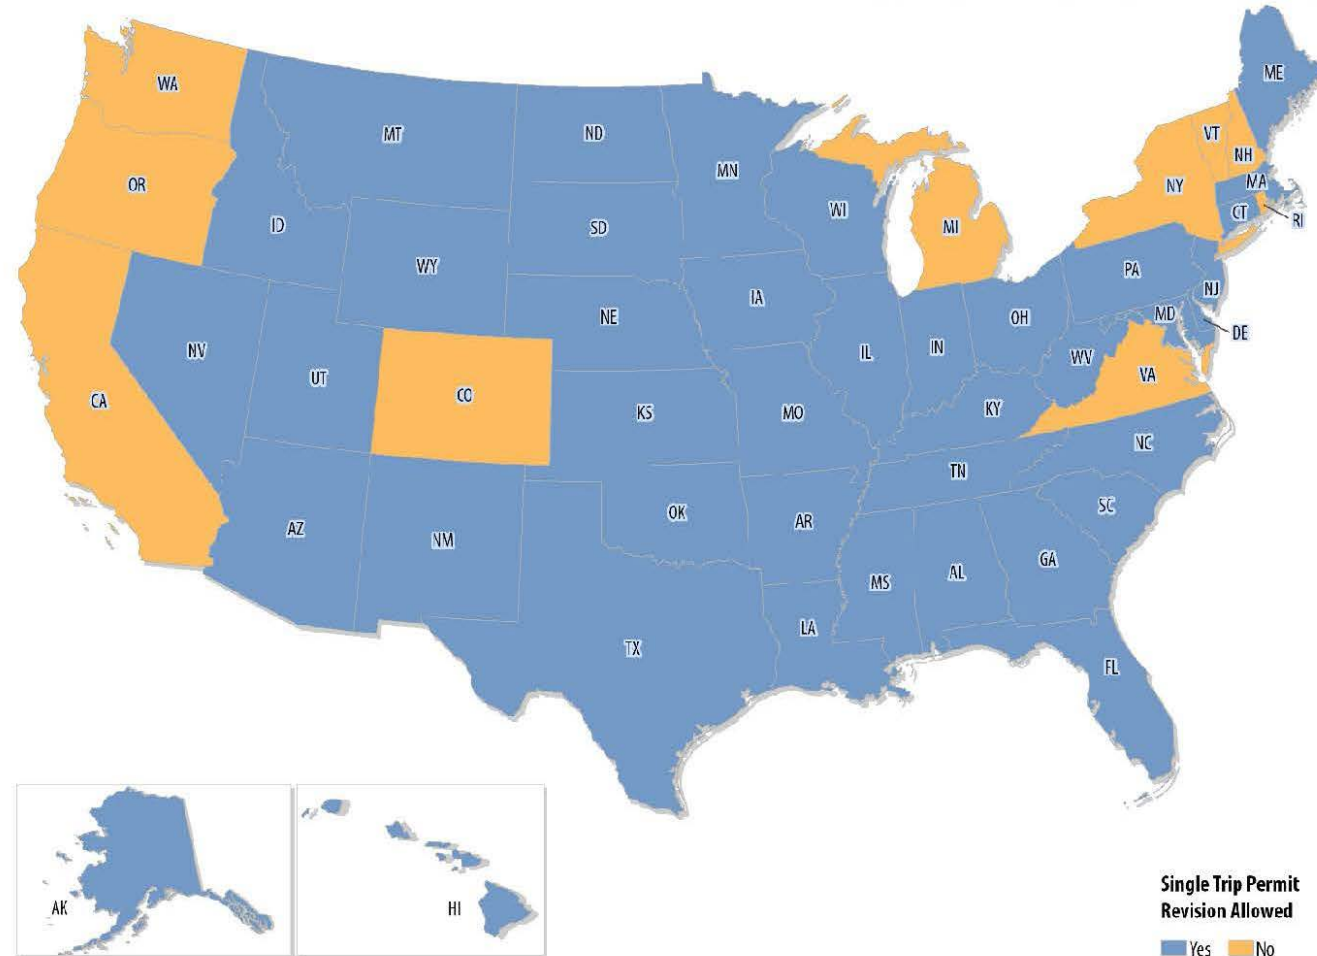 ME
WA
VT
MT
ND
NH
MN
OR
NY
MA
WI
CT
RI
ID
SD
MI
WY
PA
IA
NJ
NE
OH
MD
DE
NV
IL
IN
WV
UT
VA
CO
CA
KS
MO
KY
NC
TN
OK
SC
AR
AZ
NM
GA
MS
AL
LA
TX
FL
AK
HI
Single Trip Permit
Revision Allowed
Yes No